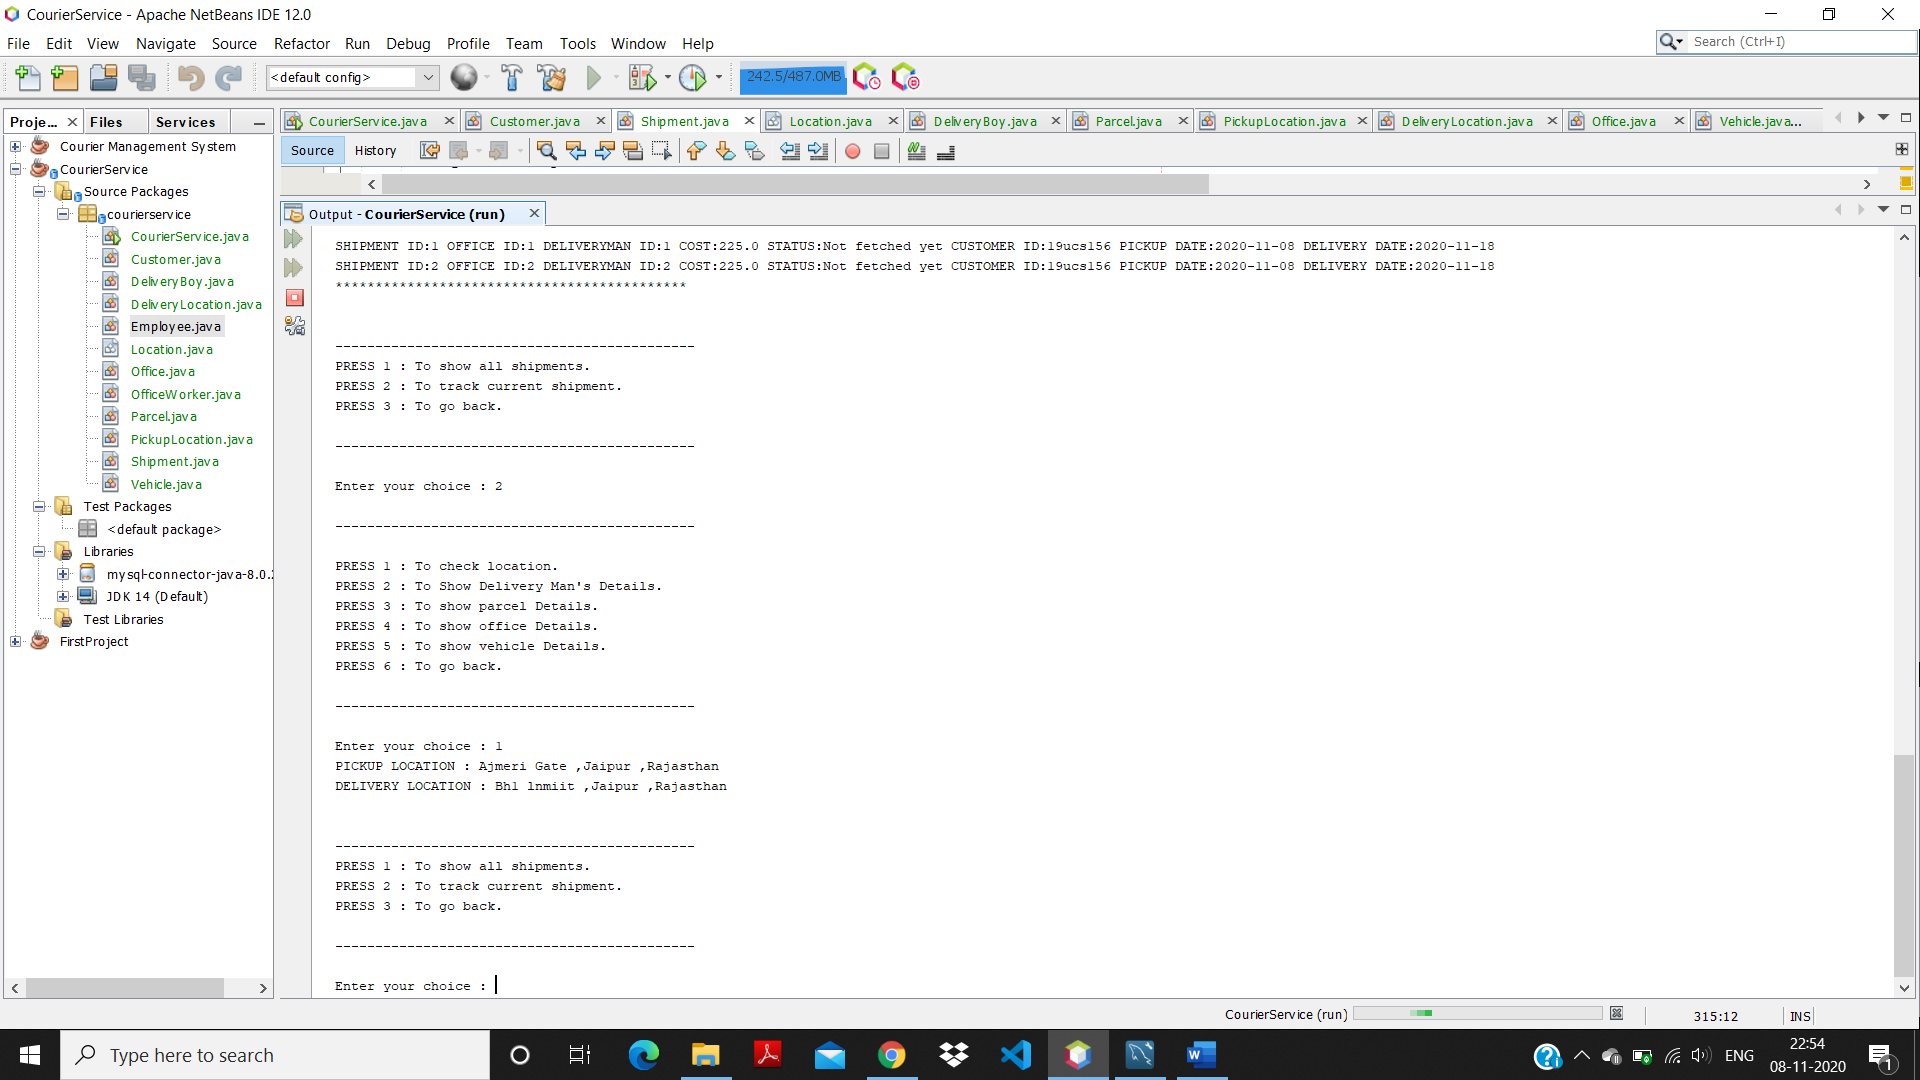 CourierService - Apache NetBeans IDE 12.0
File Edit View Navigate Source Refactor Run Debug Profile Team Tools Window Help
Search (Ctrl+I)
<default config>
242.5/487.0MB
Proje... Files Services
Courier Management System
CourierService
Source Packages
courierservice
CourierService.java
Customer.java
DeliveryBoy.java
DeliveryLocation.java
Employee.java
Location.java
Office.java
OfficeWorker.java
Parcel.java
PickupLocation.java
Shipment.java
Vehicle.java
Test Packages
<default package>
Libraries
mysql-connector-java-8.0.
JDK 14 (Default)
Test Libraries
FirstProject
CourierService.java Customer.java Shipment.java Location.java DeliveryBoy.java Parcel.java PickupLocation.java DeliveryLocation.java Office.java Vehicle.java...
Source History
Output - CourierService (run)
SHIPMENT ID:1 OFFICE ID:1 DELIVERYMAN ID:1 COST:225.0 STATUS:Not fetched yet CUSTOMER ID:19ucs156 PICKUP DATE:2020-11-08 DELIVERY DATE:2020-11-18
SHIPMENT ID:2 OFFICE ID:2 DELIVERYMAN ID:2 COST:225.0 STATUS:Not fetched yet CUSTOMER ID:19ucs156 PICKUP DATE:2020-11-08 DELIVERY DATE:2020-11-18
********************************************
---------------------------------------------
PRESS 1 : To show all shipments.
PRESS 2 : To track current shipment.
PRESS 3 : To go back.
---------------------------------------------
Enter your choice : 2
---------------------------------------------
PRESS 1 : To check location.
PRESS 2 : To Show Delivery Man's Details.
PRESS 3 : To show parcel Details.
PRESS 4 : To show office Details.
PRESS 5 : To show vehicle Details.
PRESS 6 : To go back.
---------------------------------------------
Enter your choice : 1
PICKUP LOCATION : Ajmeri Gate ,Jaipur ,Rajasthan
DELIVERY LOCATION : Bh1 lnmiit ,Jaipur ,Rajasthan
---------------------------------------------
PRESS 1 : To show all shipments.
PRESS 2 : To track current shipment.
PRESS 3 : To go back.
---------------------------------------------
Enter your choice :
CourierService (run)
315:12
INS
Type here to search
ENG
22:54
08-11-2020
1